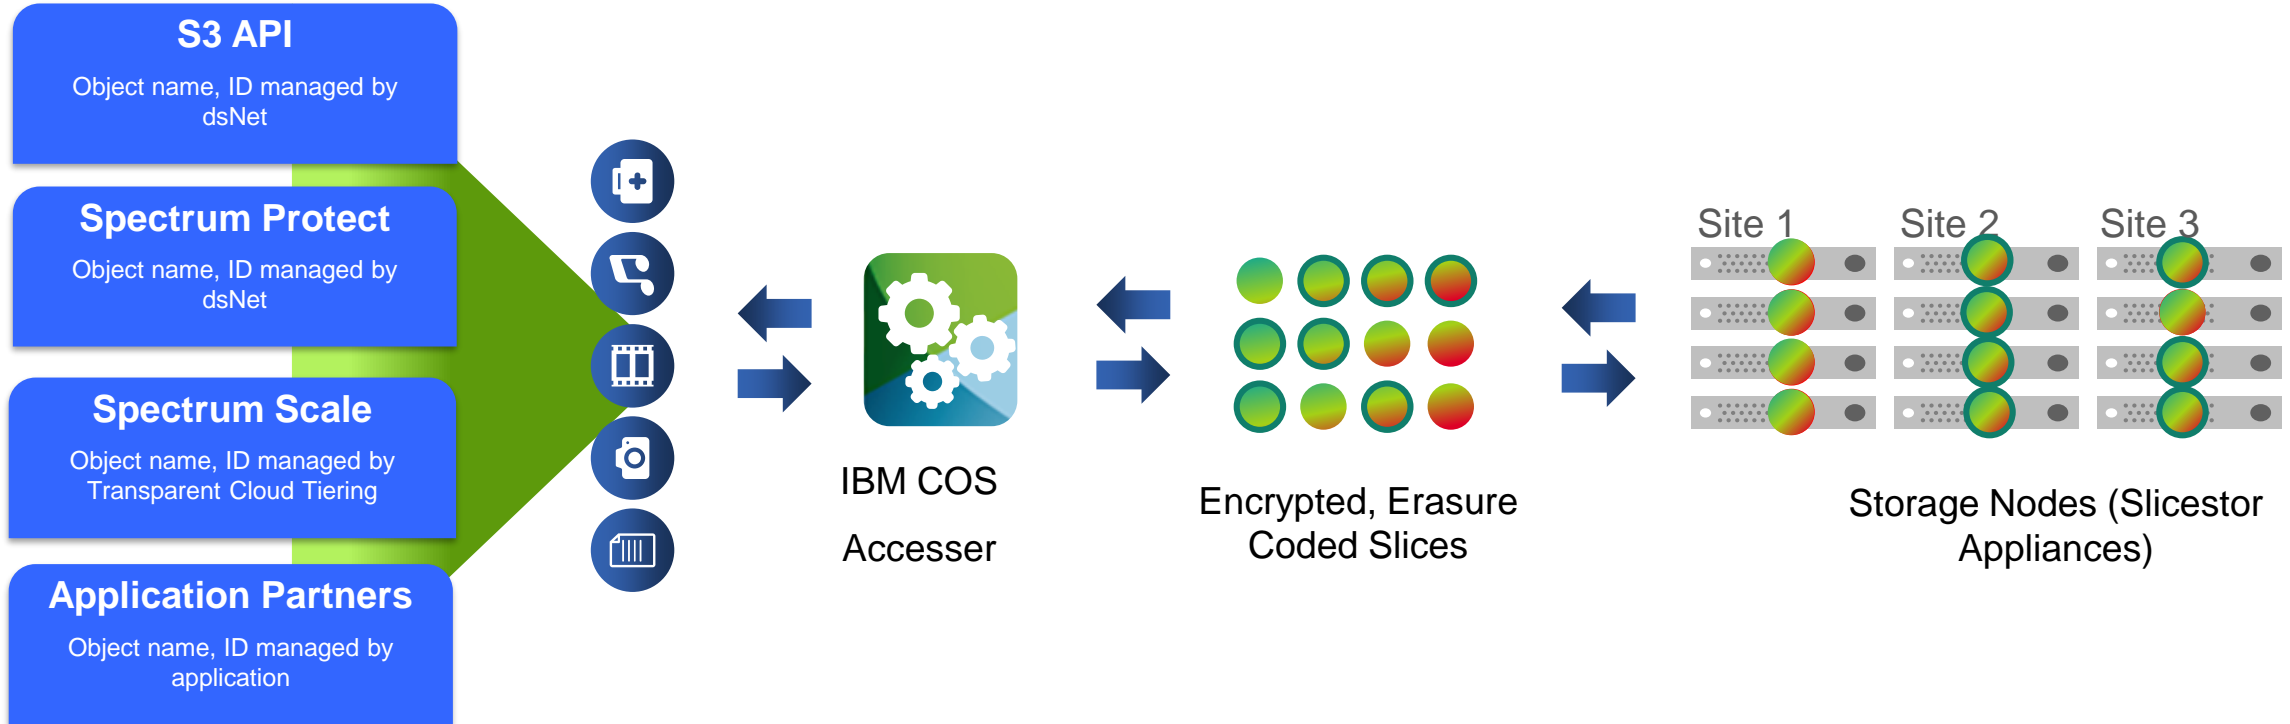 S3 API
Object name, ID managed by
dsNet
Spectrum Protect
Object name, ID managed by
dsNet
Spectrum Scale
Object name, ID managed by
Transparent Cloud Tiering
Application Partners
Object name, ID managed by
application
IBM COS
Accesser
Encrypted, Erasure
Coded Slices
Site 1
Site 2
Site 3
Storage Nodes (Slicestor
Appliances)